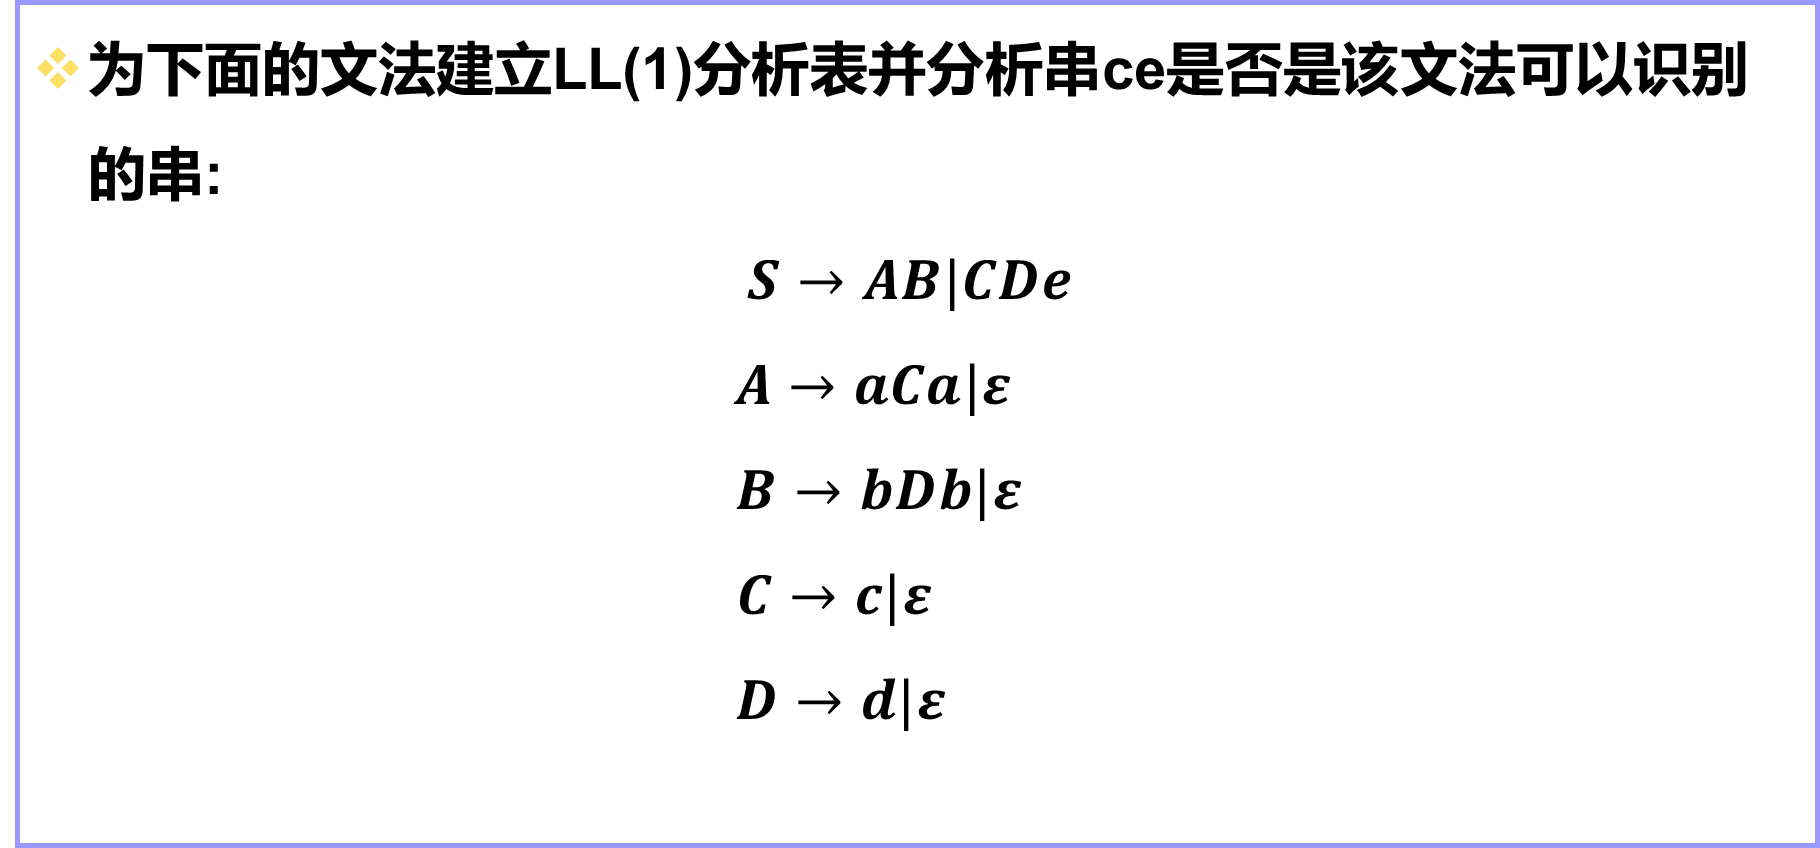 为下面的文法建立LL(1)分析表并分析串ce是否是该文法可以识别
的串:
S → AB|CDe
A → aCa|ε
B → bDb|ε
C → c|ε
D → d|ε